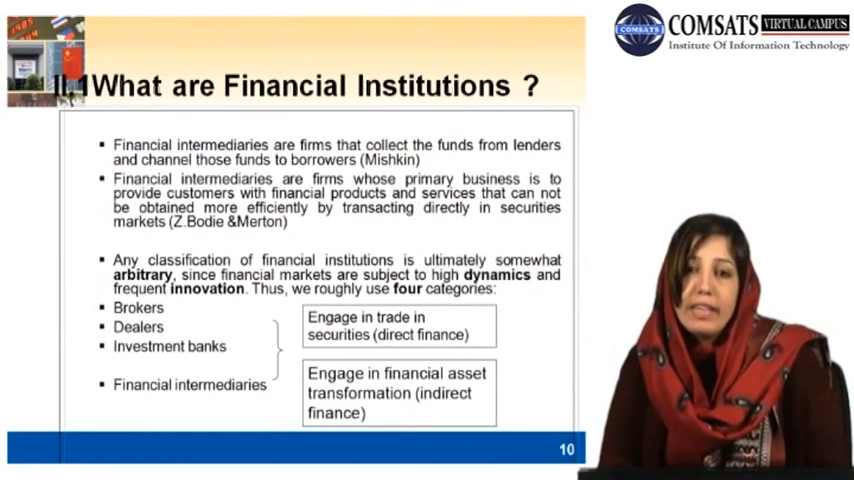 COMSATS VIRTUAL CAMPUS
Institute Of Information Technology
COMSATS
II.1What are Financial Institutions ?
▪ Financial intermediaries are firms that collect the funds from lenders
and channel those funds to borrowers (Mishkin)
▪ Financial intermediaries are firms whose primary business is to
provide customers with financial products and services that can not
be obtained more efficiently by transacting directly in securities
markets (Z.Bodie &Merton)
▪ Any classification of financial institutions is ultimately somewhat
arbitrary, since financial markets are subject to high dynamics and
frequent innovation. Thus, we roughly use four categories:
▪ Brokers
▪ Dealers
▪ Investment banks
▪ Financial intermediaries
Engage in trade in
securities (direct finance)
Engage in financial asset
transformation (indirect
finance)
10